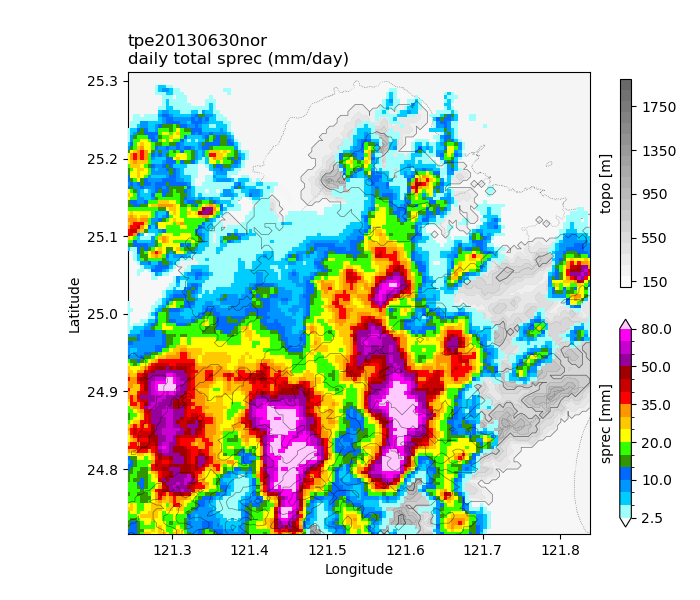 tpe20130630nor
daily total sprec (mm/day)
25.3
25.2
25.1
25.0
24.9
24.8
Latitude
121.3 121.4 121.5 121.6 121.7 121.8
Longitude
1750
1350
950
550
150
topo [m]
80.0
50.0
35.0
20.0
10.0
2.5
sprec [mm]